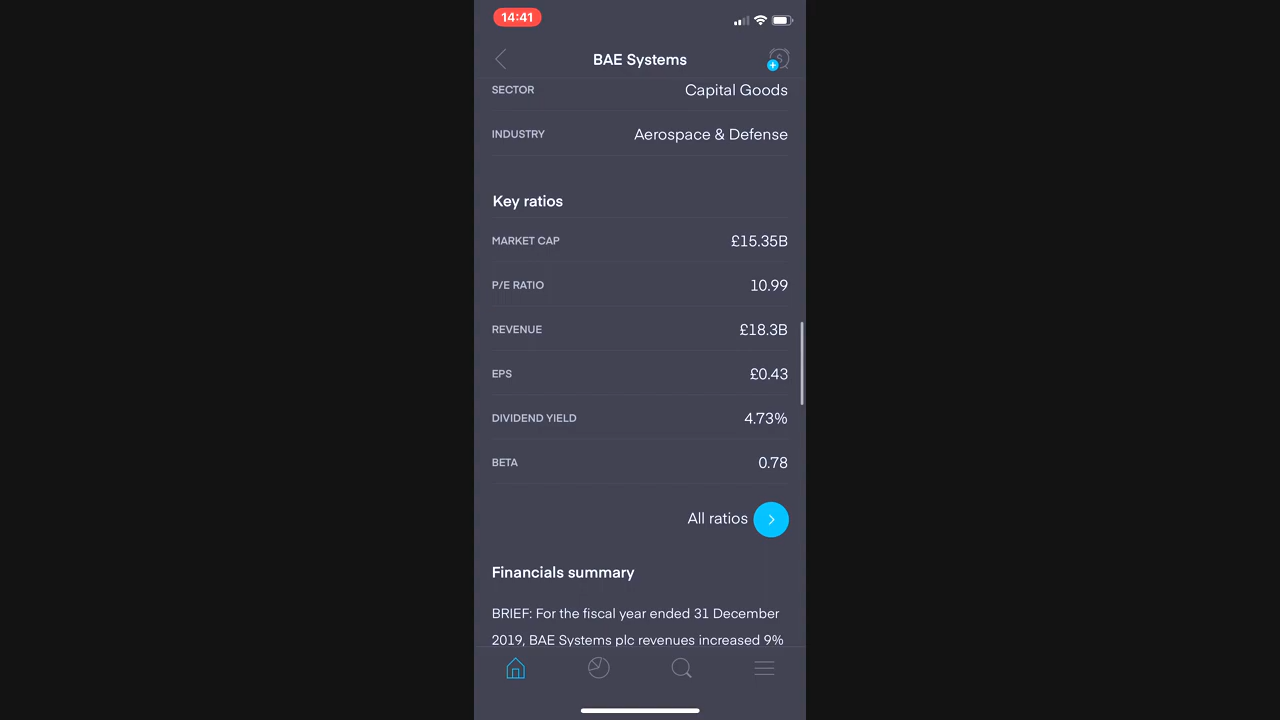 14:41
BAE Systems
SECTOR Capital Goods
INDUSTRY Aerospace & Defense
Key ratios
MARKET CAP £15.35B
P/E RATIO 10.99
REVENUE £18.3B
EPS £0.43
DIVIDEND YIELD 4.73%
BETA 0.78
All ratios
Financials summary
BRIEF: For the fiscal year ended 31 December
2019, BAE Systems plc revenues increased 9%